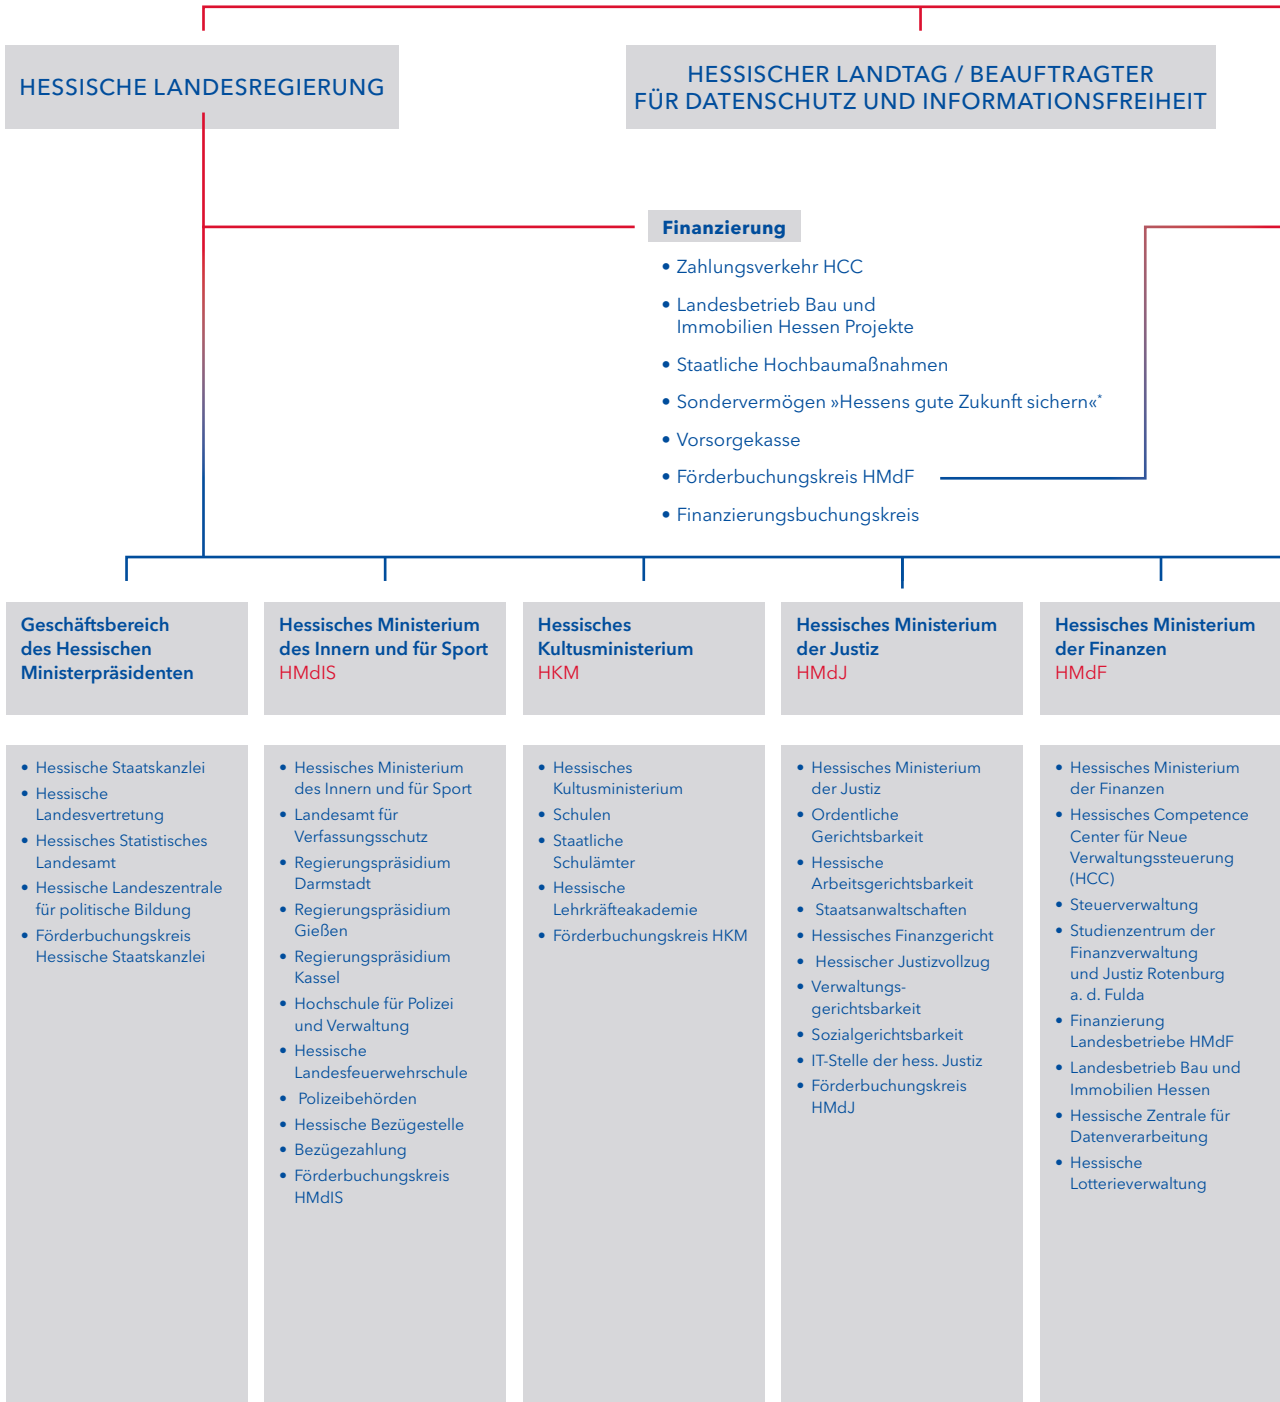 HESSISCHE LANDESREGIERUNG
HESSISCHER LANDTAG / BEAUFTRAGTER
FÜR DATENSCHUTZ UND INFORMATIONSFREIHEIT
Finanzierung
• Zahlungsverkehr HCC
• Landesbetrieb Bau und
Immobilien Hessen Projekte
• Staatliche Hochbaumaßnahmen
• Sondervermögen »Hessens gute Zukunft sichern«*
• Vorsorgekasse
• Förderbuchungskreis HMdF
• Finanzierungsbuchungskreis
Geschäftsbereich
des Hessischen
Ministerpräsidenten
• Hessische Staatskanzlei
• Hessische
Landesvertretung
• Hessisches Statistisches
Landesamt
• Hessische Landeszentrale
für politische Bildung
• Förderbuchungskreis
Hessische Staatskanzlei
Hessisches Ministerium
des Innern und für Sport
HMdIS
• Hessisches Ministerium
des Innern und für Sport
• Landesamt für
Verfassungsschutz
• Regierungspräsidium
Darmstadt
• Regierungspräsidium
Gießen
• Regierungspräsidium
Kassel
• Hochschule für Polizei
und Verwaltung
• Hessische
Landesfeuerwehrschule
• Polizeibehörden
• Hessische Bezügestelle
• Bezügezahlung
• Förderbuchungskreis
HMdIS
Hessisches
Kultusministerium
HKM
• Hessisches
Kultusministerium
• Schulen
• Staatliche
Schulämter
• Hessische
Lehrkräfteakademie
• Förderbuchungskreis HKM
Hessisches Ministerium
der Justiz
HMdJ
• Hessisches Ministerium
der Justiz
• Ordentliche
Gerichtsbarkeit
• Hessische
Arbeitsgerichtsbarkeit
• Staatsanwaltschaften
• Hessisches Finanzgericht
• Hessischer Justizvollzug
• Verwaltungs-
gerichtsbarkeit
• Sozialgerichtsbarkeit
• IT-Stelle der hess. Justiz
• Förderbuchungskreis
HMdJ
Hessisches Ministerium
der Finanzen
HMdF
• Hessisches Ministerium
der Finanzen
• Hessisches Competence
Center für Neue
Verwaltungssteuerung
(HCC)
• Steuerverwaltung
• Studienzentrum der
Finanzverwaltung
und Justiz Rotenburg
a. d. Fulda
• Finanzierung
Landesbetriebe HMdF
• Landesbetrieb Bau und
Immobilien Hessen
• Hessische Zentrale für
Datenverarbeitung
• Hessische
Lotterieverwaltung